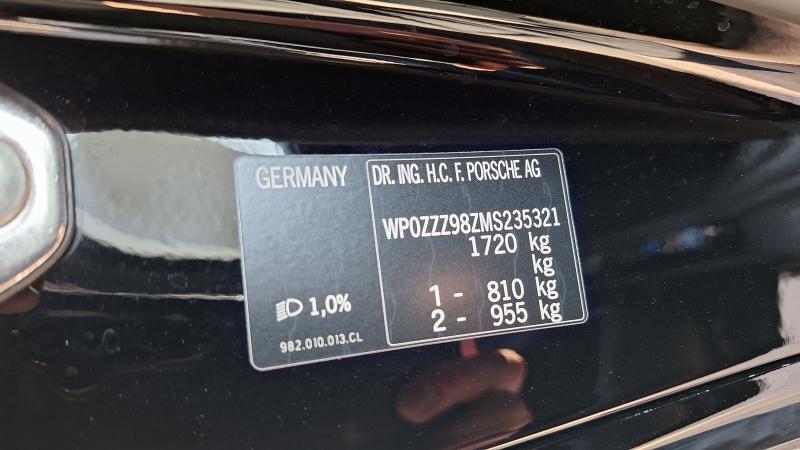 GERMANY
DR. ING. H.C. F. PORSCHE AG
WP0ZZZ98ZMS235321
1720 kg
kg
1 - 810 kg
2 - 955 kg
1,0%
982.010.013.CL